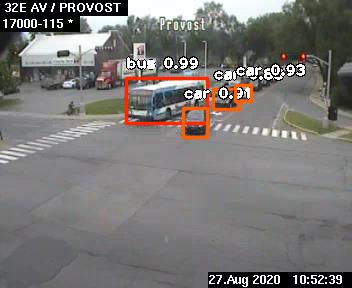 32E AV / PROVOST
17000-115 *
Provost
bus 0.99
car 0.93
car 0.91
27.Aug 2020 10:52:39